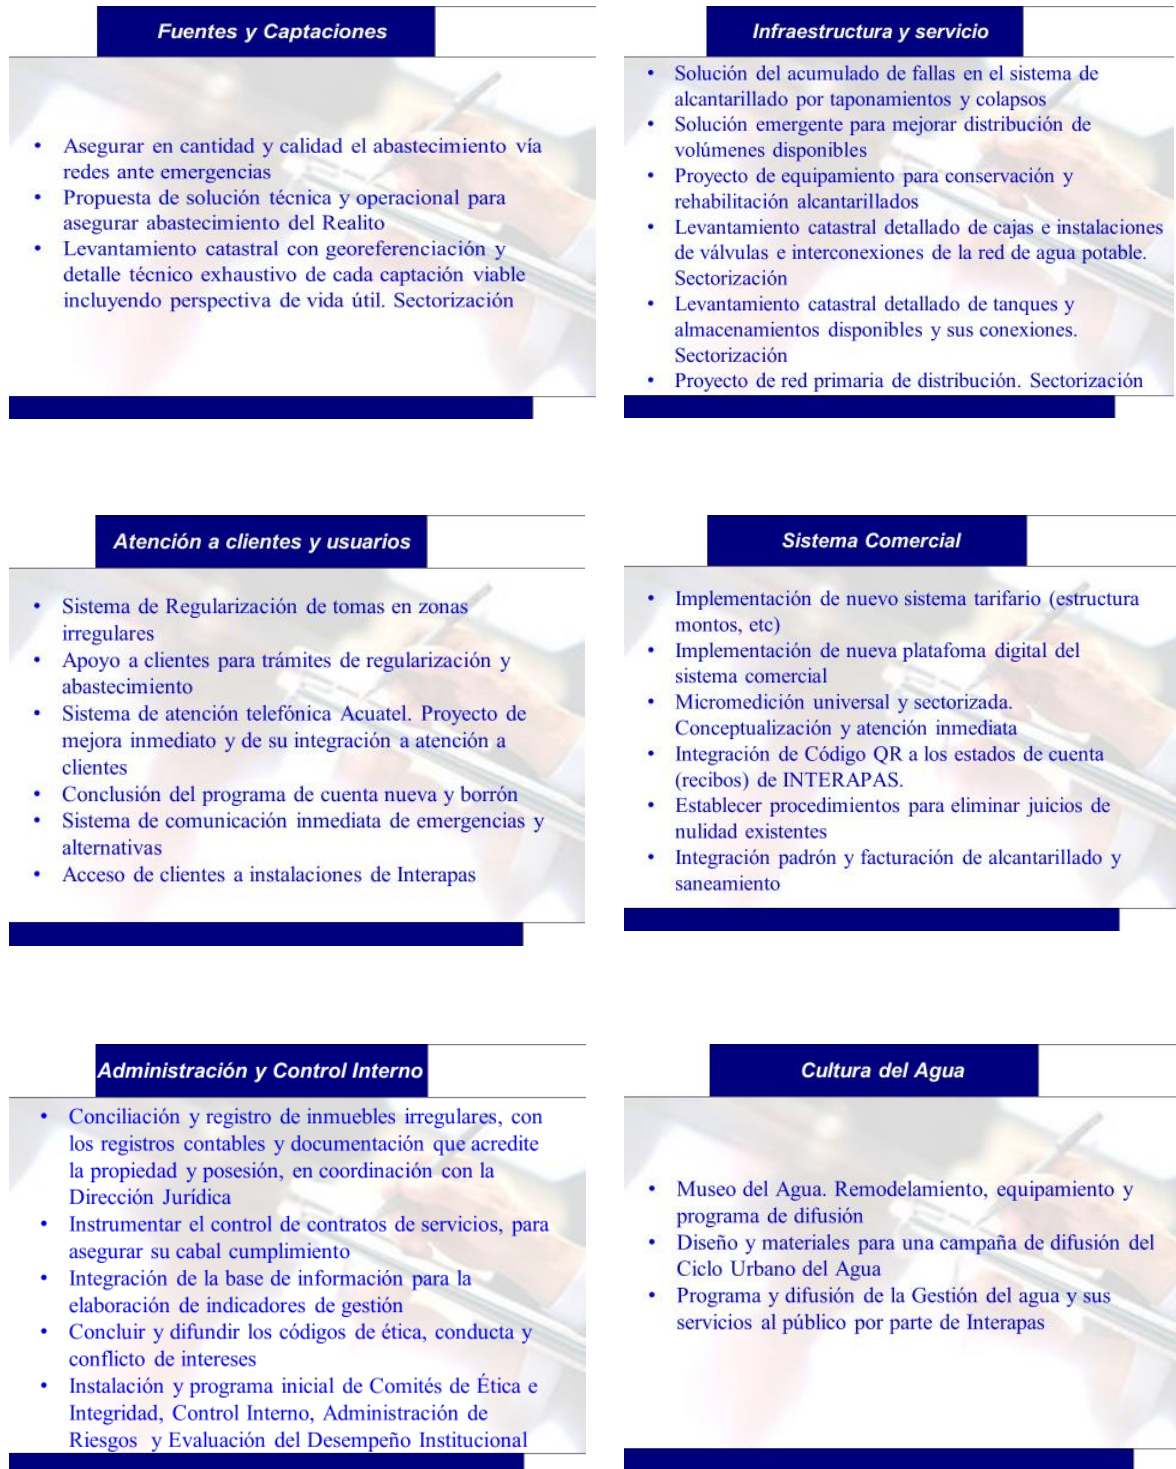 Fuentes y Captaciones
• Asegurar en cantidad y calidad el abastecimiento vía
redes ante emergencias
• Propuesta de solución técnica y operacional para
asegurar abastecimiento del Realito
• Levantamiento catastral con georeferenciación y
detalle técnico exhaustivo de cada captación viable
incluyendo perspectiva de vida útil. Sectorización
Infraestructura y servicio
• Solución del acumulado de fallas en el sistema de
alcantarillado por taponamientos y colapsos
• Solución emergente para mejorar distribución de
volúmenes disponibles
• Proyecto de equipamiento para conservación y
rehabilitación alcantarillados
• Levantamiento catastral detallado de cajas e instalaciones
de válvulas e interconexiones de la red de agua potable.
Sectorización
• Levantamiento catastral detallado de tanques y
almacenamientos disponibles y sus conexiones.
Sectorización
• Proyecto de red primaria de distribución. Sectorización
Atención a clientes y usuarios
• Sistema de Regularización de tomas en zonas
irregulares
• Apoyo a clientes para trámites de regularización y
abastecimiento
• Sistema de atención telefónica Acuatel. Proyecto de
mejora inmediato y de su integración a atención a
clientes
• Conclusión del programa de cuenta nueva y borrón
• Sistema de comunicación inmediata de emergencias y
alternativas
• Acceso de clientes a instalaciones de Interapas
Sistema Comercial
• Implementación de nuevo sistema tarifario (estructura
montos, etc)
• Implementación de nueva platafoma digital del
sistema comercial
• Micromedición universal y sectorizada.
Conceptualización y atención inmediata
• Integración de Código QR a los estados de cuenta
(recibos) de INTERAPAS.
• Establecer procedimientos para eliminar juicios de
nulidad existentes
• Integración padrón y facturación de alcantarillado y
saneamiento
Administración y Control Interno
• Conciliación y registro de inmuebles irregulares, con
los registros contables y documentación que acredite
la propiedad y posesión, en coordinación con la
Dirección Jurídica
• Instrumentar el control de contratos de servicios, para
asegurar su cabal cumplimiento
• Integración de la base de información para la
elaboración de indicadores de gestión
• Concluir y difundir los códigos de ética, conducta y
conflicto de intereses
• Instalación y programa inicial de Comités de Ética e
Integridad, Control Interno, Administración de
Riesgos y Evaluación del Desempeño Institucional
Cultura del Agua
• Museo del Agua. Remodelamiento, equipamiento y
programa de difusión
• Diseño y materiales para una campaña de difusión del
Ciclo Urbano del Agua
• Programa y difusión de la Gestión del agua y sus
servicios al público por parte de Interapas